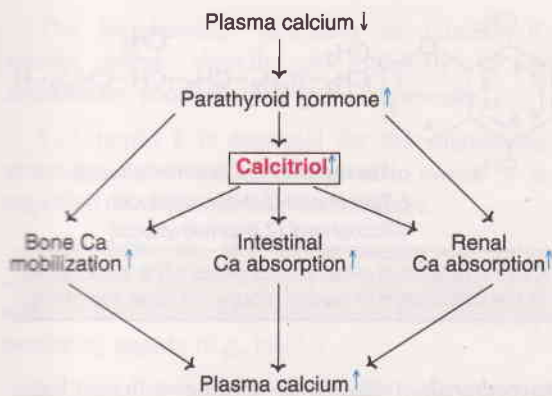 Plasma calcium ↓
Parathyroid hormone ↑
Calcitriol ↑
Bone Ca mobilization ↑
Intestinal Ca absorption ↑
Renal Ca absorption ↑
Plasma calcium ↑